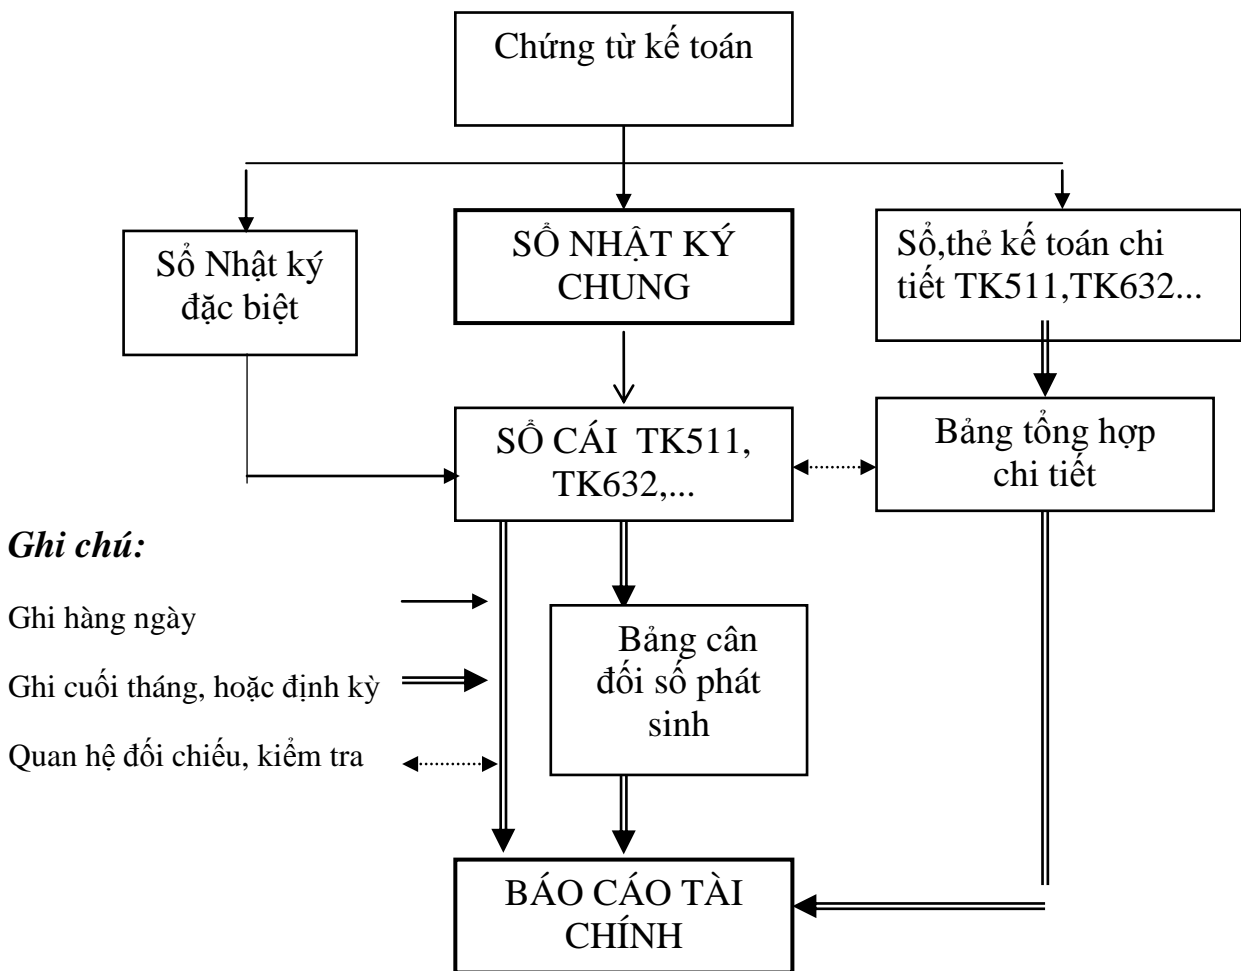 Chứng từ kế toán
Sổ Nhật ký
đặc biệt
SỔ NHẬT KÝ
CHUNG
Sổ,thẻ kế toán chi
tiết TK511,TK632...
SỔ CÁI TK511,
TK632,...
Bảng tổng hợp
chi tiết
Ghi chú:
Ghi hàng ngày
Ghi cuối tháng, hoặc định kỳ
Quan hệ đối chiếu, kiểm tra
Bảng cân
đối số phát
sinh
BÁO CÁO TÀI
CHÍNH